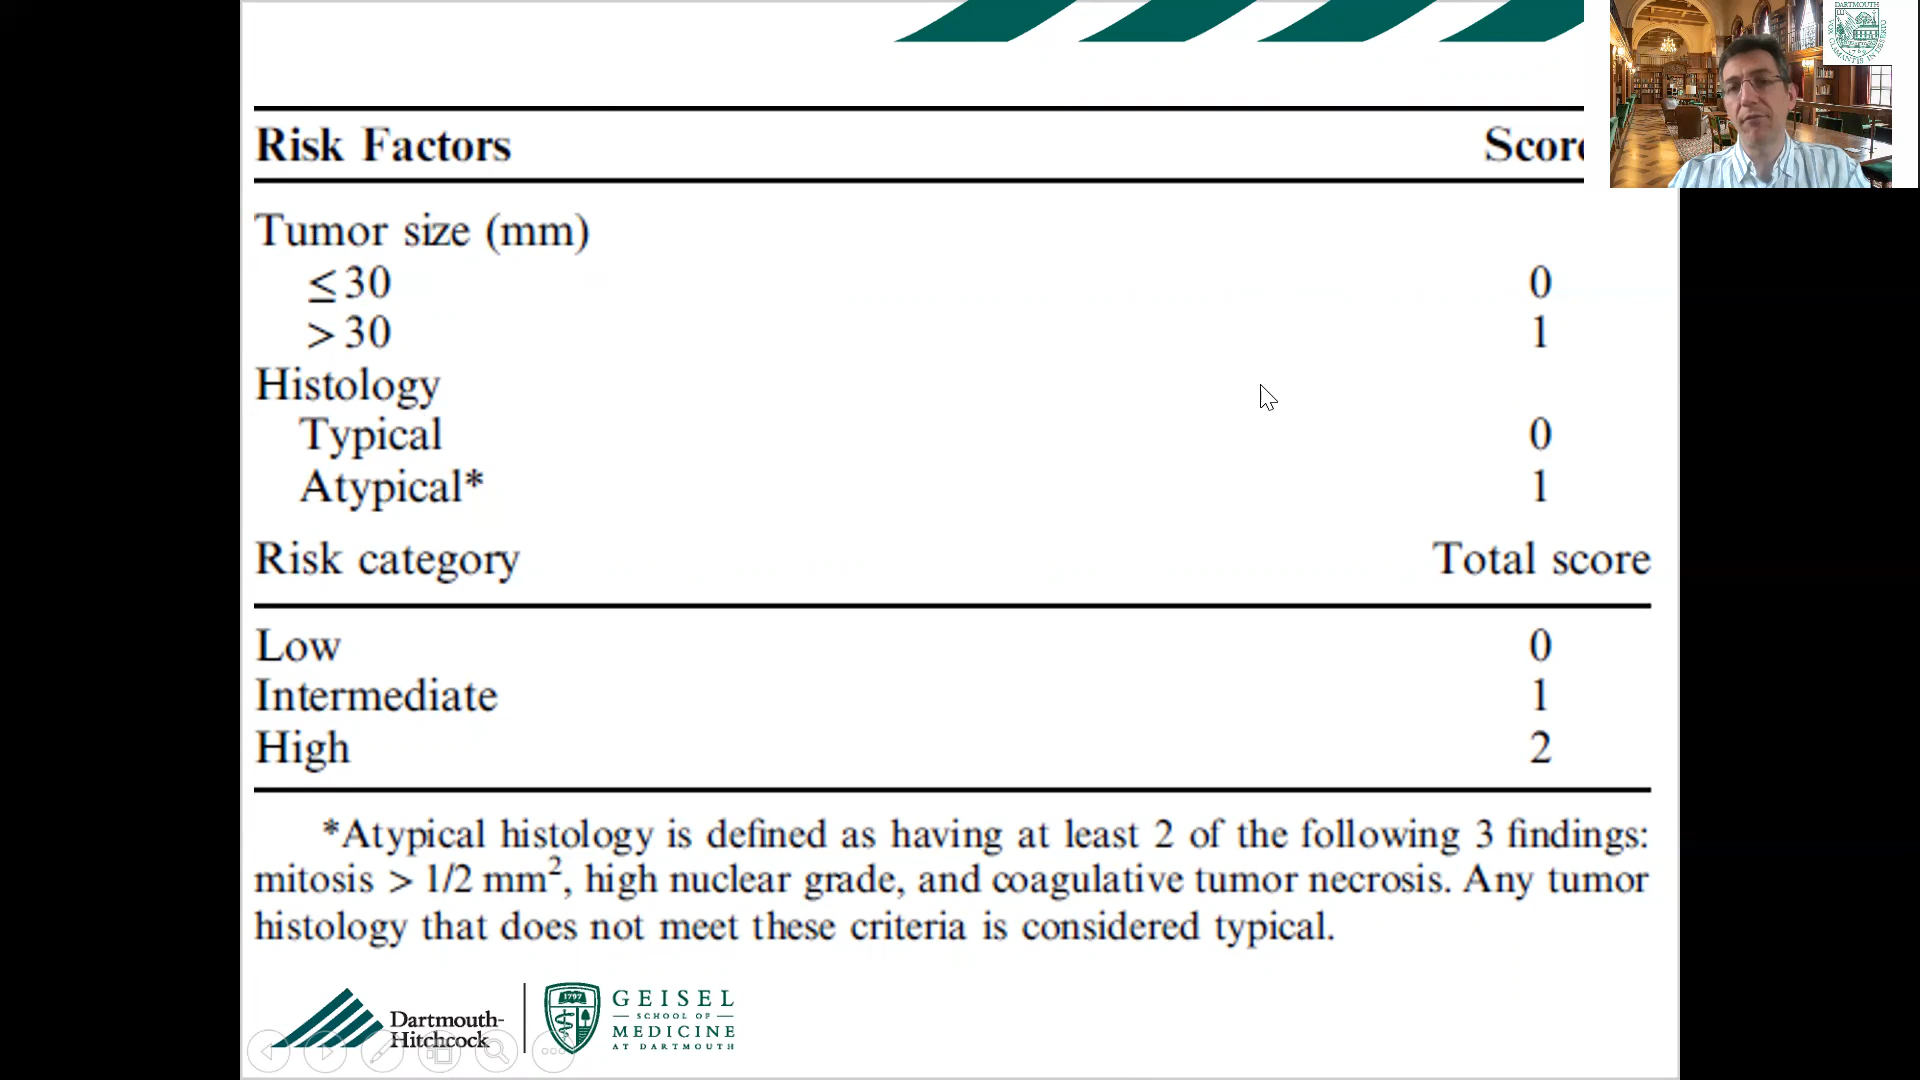 Risk Factors Scor
Tumor size (mm)
≤30 0
>30 1
Histology
Typical 0
Atypical* 1
Risk category Total score
Low 0
Intermediate 1
High 2
*Atypical histology is defined as having at least 2 of the following 3 findings:
mitosis > 1/2 mm², high nuclear grade, and coagulative tumor necrosis. Any tumor
histology that does not meet these criteria is considered typical.
Dartmouth-
Hitchcock
1797
GEISEL
SCHOOL OF
MEDICINE
AT DARTMOUTH
DARTMOUTH